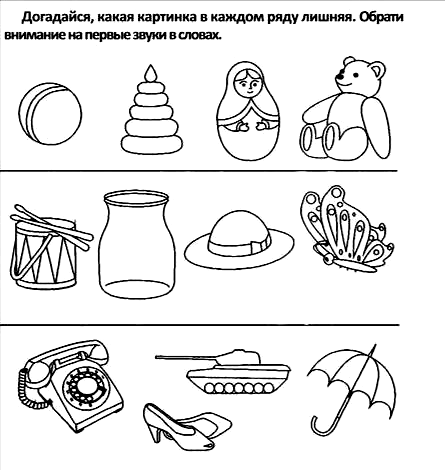 Догадайся, какая картинка в каждом ряду лишняя. Обрати
внимание на первые звуки в словах.